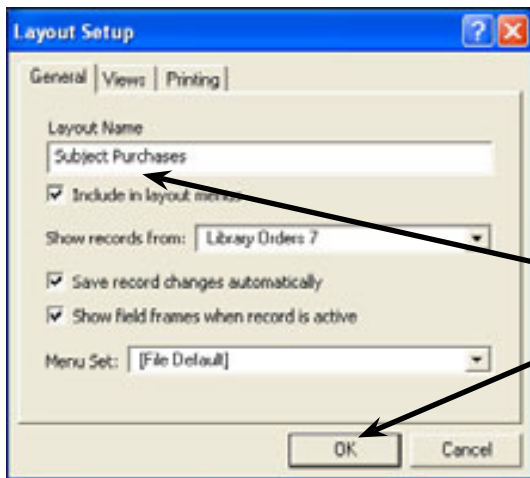 Layout Setup
General Views Printing
Layout Name
Subject Purchases
Include in layout menus
Show records from: Library Orders 7
Save record changes automatically
Show field frames when record is active
Menu Set: [File Default]
OK Cancel